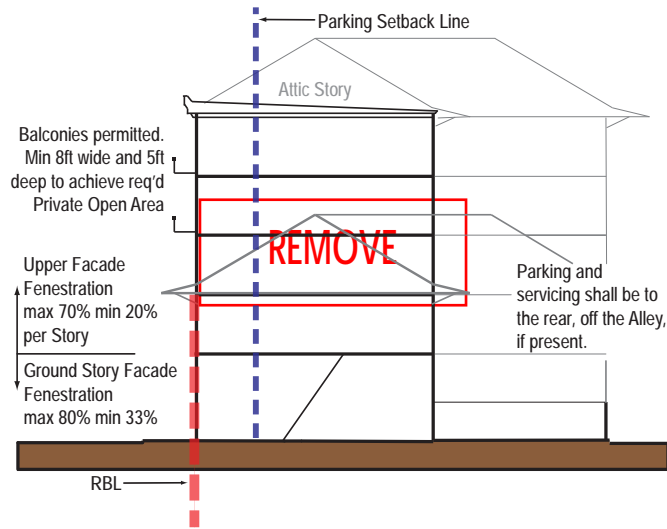 Parking Setback Line
Attic Story
Balconies permitted.
Min 8ft wide and 5ft
deep to achieve req'd
Private Open Area
REMOVE
Upper Facade
Fenestration
max 70% min 20%
per Story
Parking and
servicing shall be to
the rear, off the Alley,
if present.
Ground Story Facade
Fenestration
max 80% min 33%
RBL